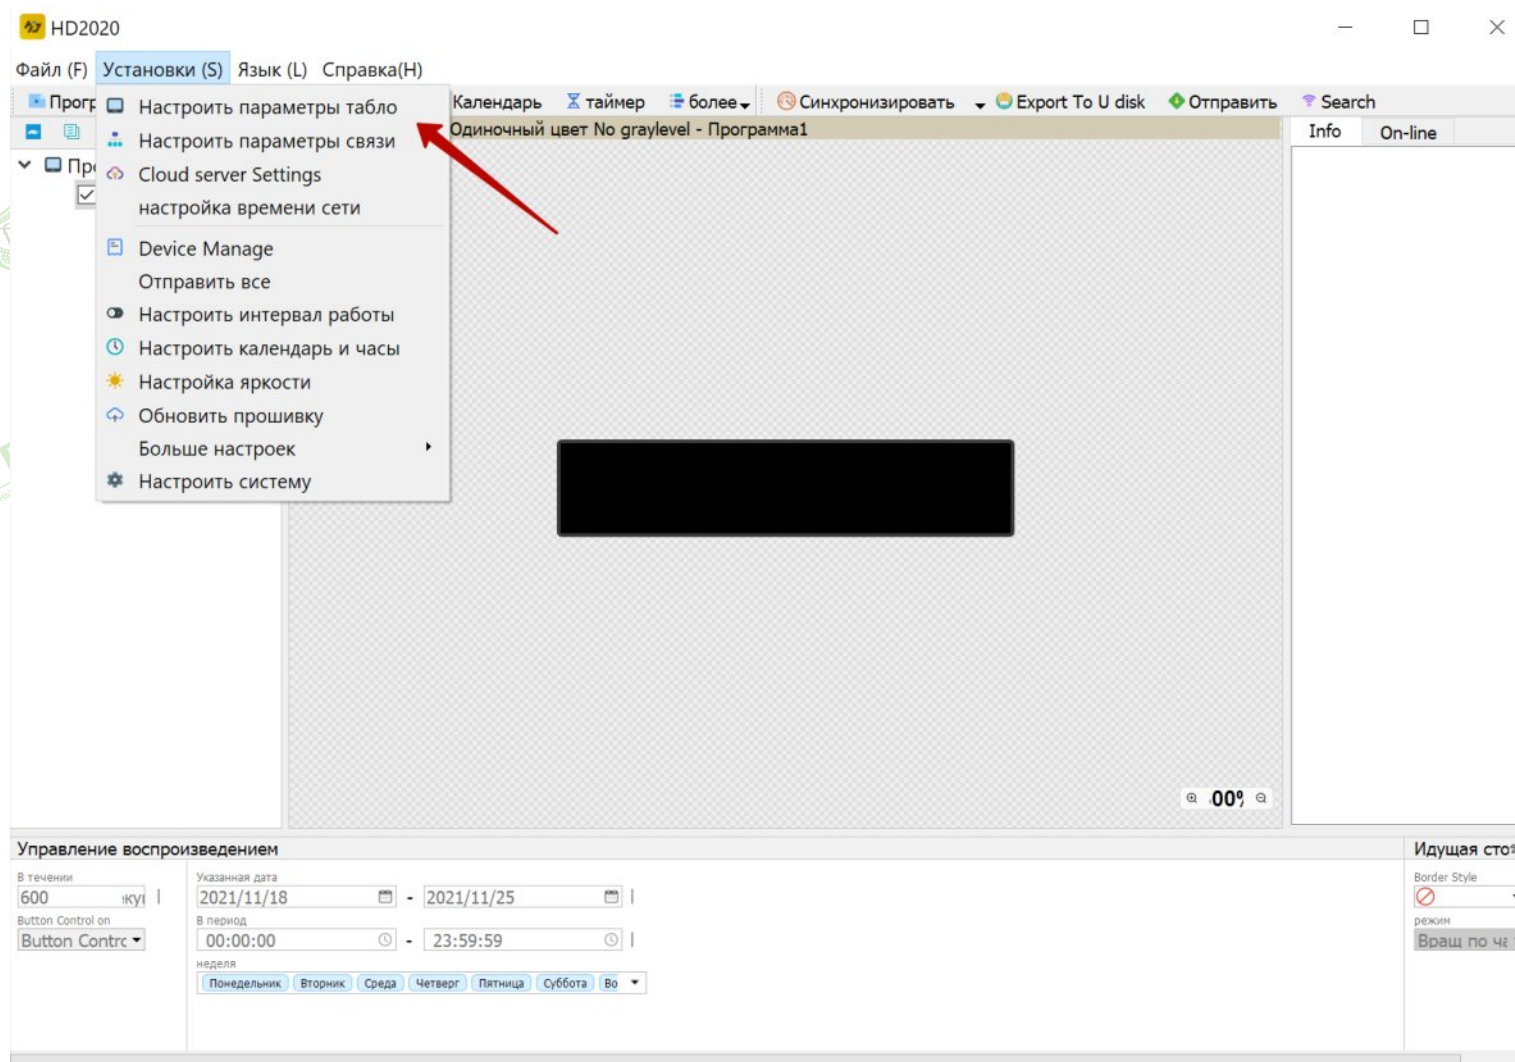 HD2020
Файл (F) Установки (S) Язык (L) Справка(H)
Календарь таймер более Синхронизировать Export To U disk Отправить Search
Настроить параметры табло
Одиночный цвет No graylevel - Программа1
Info On-line
Настроить параметры связи
Cloud server Settings
настройка времени сети
Device Manage
Отправить все
Настроить интервал работы
Настроить календарь и часы
Настройка яркости
Обновить прошивку
Больше настроек
Настроить систему
Управление воспроизведением
В течении
600
Button Control on
Button Contrc
Указанная дата
2021/11/18 - 2021/11/25
В период
00:00:00 - 23:59:59
неделя
Понедельник Вторник Среда Четверг Пятница Суббота Во
Идущая
Border Style
режим
Вращ по